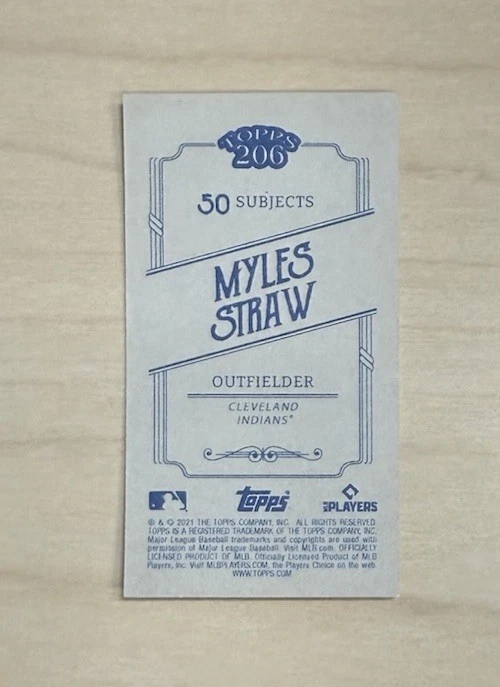 TOPPS
206
50 SUBJECTS
MYLES
STRAW
OUTFIELDER
CLEVELAND
INDIANS®
Topps®
MLB PLAYERS
® & © 2021 THE TOPPS COMPANY, INC. ALL RIGHTS RESERVED.
TOPPS IS A REGISTERED TRADEMARK OF THE TOPPS COMPANY, INC.
Major League Baseball trademarks and copyrights are used with
permission of Major League Baseball. Visit MLB.com. OFFICIALLY
LICENSED PRODUCT OF MLB. Officially Licensed Product of MLB
Players, Inc. Visit MLBPLAYERS.COM, the Players Choice on the web.
WWW.TOPPS.COM